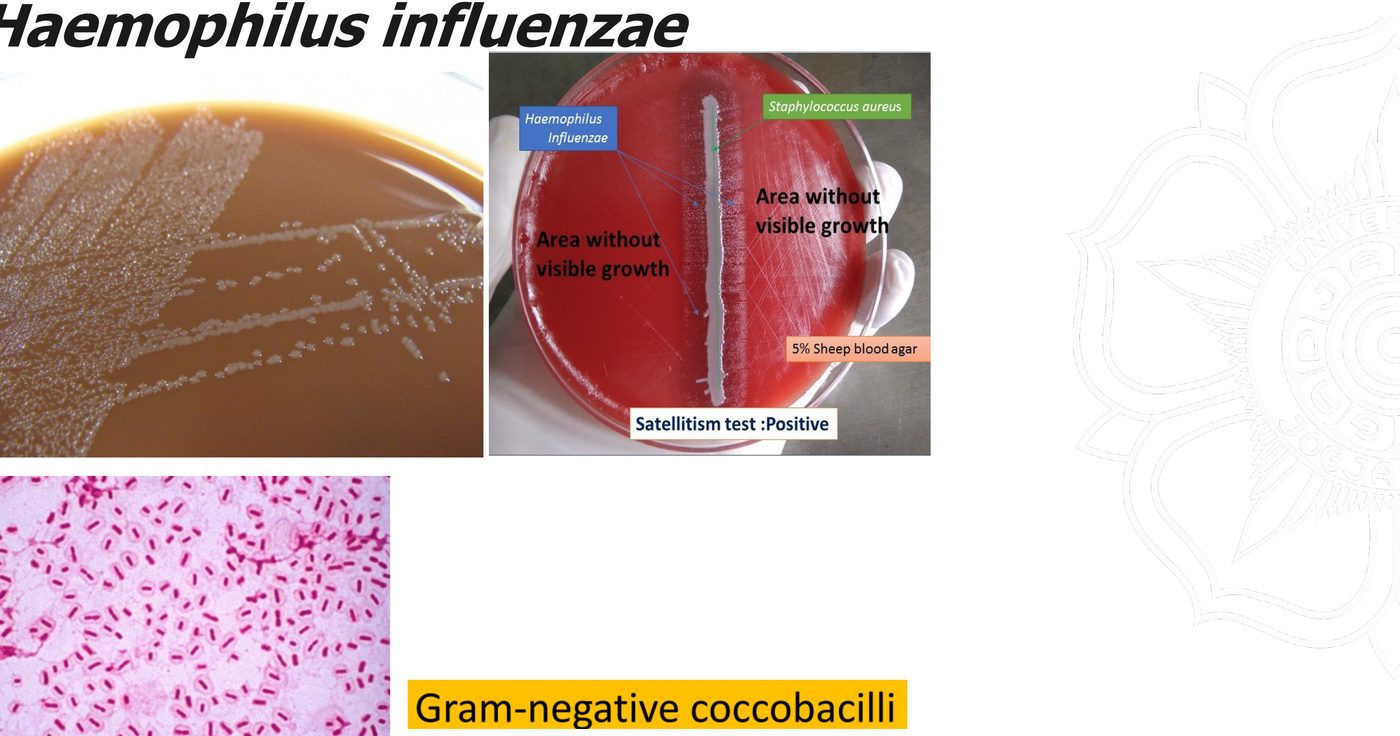 Haemophilus influenzae
Haemophilus
Influenzae
Staphylococcus aureus
Area without
visible growth
Area without
visible growth
5% Sheep blood agar
Satellitism test :Positive
Gram-negative coccobacilli